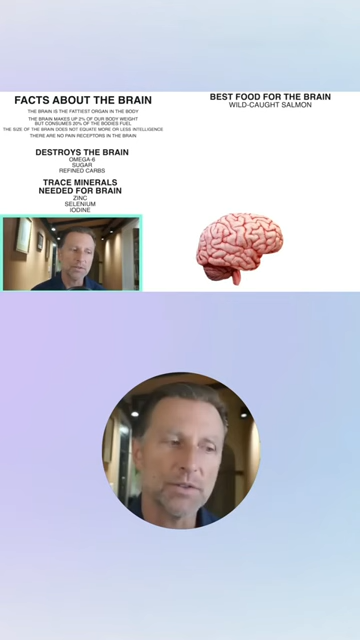 FACTS ABOUT THE BRAIN
THE BRAIN IS THE FATTIEST ORGAN IN THE BODY
THE BRAIN MAKES UP 2% OF OUR BODY WEIGHT
BUT CONSUMES 20% OF THE BODIES FUEL
THE SIZE OF THE BRAIN DOES NOT EQUATE MORE OR LESS INTELLIGENCE
THERE ARE NO PAIN RECEPTORS IN THE BRAIN
DESTROYS THE BRAIN
OMEGA-6
SUGAR
REFINED CARBS
TRACE MINERALS
NEEDED FOR BRAIN
ZINC
SELENIUM
IODINE
BEST FOOD FOR THE BRAIN
WILD-CAUGHT SALMON